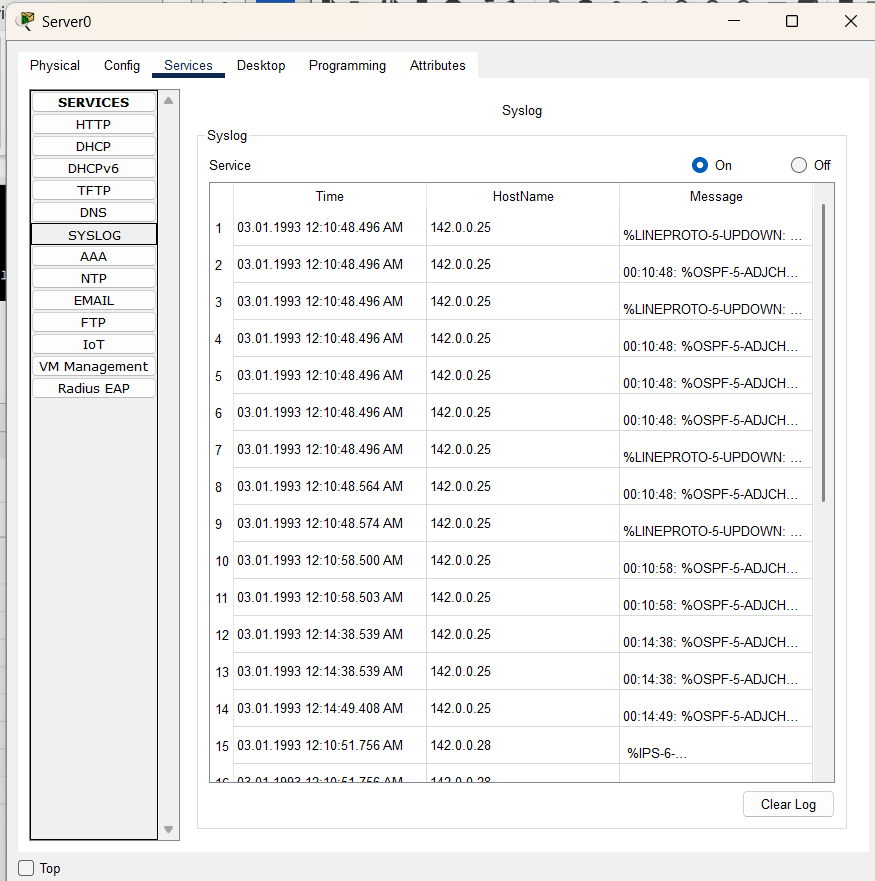 Server0
Physical Config Services Desktop Programming Attributes
SERVICES
HTTP
DHCP
DHCPv6
TFTP
DNS
SYSLOG
AAA
NTP
EMAIL
FTP
IoT
VM Management
Radius EAP
Syslog
Syslog
Service On Off
Time HostName Message
1 03.01.1993 12:10:48.496 AM 142.0.0.25 %LINEPROTO-5-UPDOWN: ...
2 03.01.1993 12:10:48.496 AM 142.0.0.25 00:10:48: %OSPF-5-ADJCH...
3 03.01.1993 12:10:48.496 AM 142.0.0.25 %LINEPROTO-5-UPDOWN: ...
4 03.01.1993 12:10:48.496 AM 142.0.0.25 00:10:48: %OSPF-5-ADJCH...
5 03.01.1993 12:10:48.496 AM 142.0.0.25 00:10:48: %OSPF-5-ADJCH...
6 03.01.1993 12:10:48.496 AM 142.0.0.25 00:10:48: %OSPF-5-ADJCH...
7 03.01.1993 12:10:48.496 AM 142.0.0.25 %LINEPROTO-5-UPDOWN: ...
8 03.01.1993 12:10:48.564 AM 142.0.0.25 00:10:48: %OSPF-5-ADJCH...
9 03.01.1993 12:10:48.574 AM 142.0.0.25 %LINEPROTO-5-UPDOWN: ...
10 03.01.1993 12:10:58.500 AM 142.0.0.25 00:10:58: %OSPF-5-ADJCH...
11 03.01.1993 12:10:58.503 AM 142.0.0.25 00:10:58: %OSPF-5-ADJCH...
12 03.01.1993 12:14:38.539 AM 142.0.0.25 00:14:38: %OSPF-5-ADJCH...
13 03.01.1993 12:14:38.539 AM 142.0.0.25 00:14:38: %OSPF-5-ADJCH...
14 03.01.1993 12:14:49.408 AM 142.0.0.25 00:14:49: %OSPF-5-ADJCH...
15 03.01.1993 12:10:51.756 AM 142.0.0.28 %IPS-6-...
16 03.01.1993 12:10:51.756 AM 142.0.0.28
Clear Log
Top